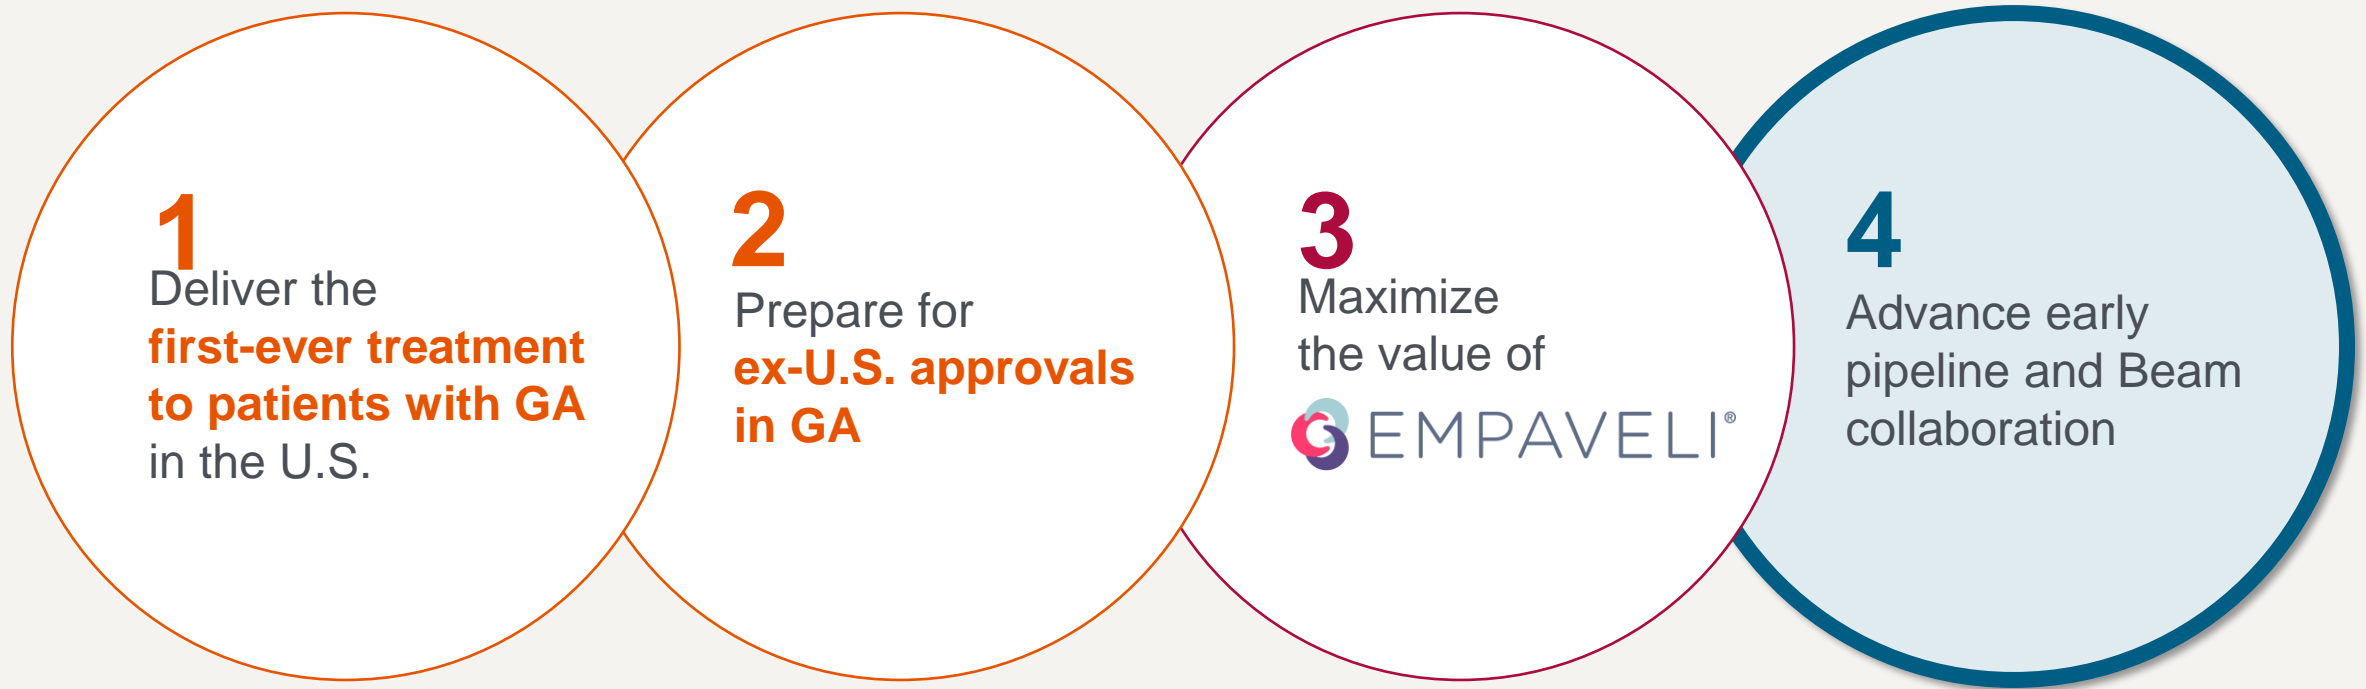 1
Deliver the
first-ever treatment
to patients with GA
in the U.S.
2
Prepare for
ex-U.S. approvals
in GA
3
Maximize
the value of
EMPAVELI®
4
Advance early
pipeline and Beam
collaboration